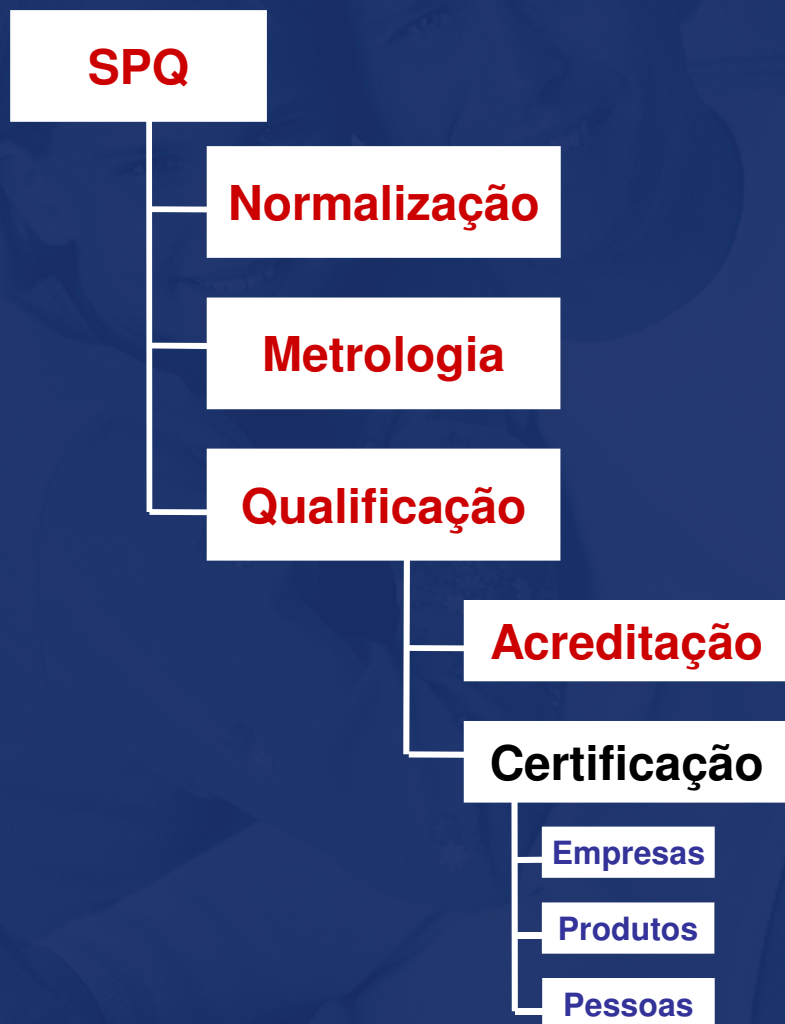 SPQ
Normalização
Metrologia
Qualificação
Acreditação
Certificação
Empresas
Produtos
Pessoas